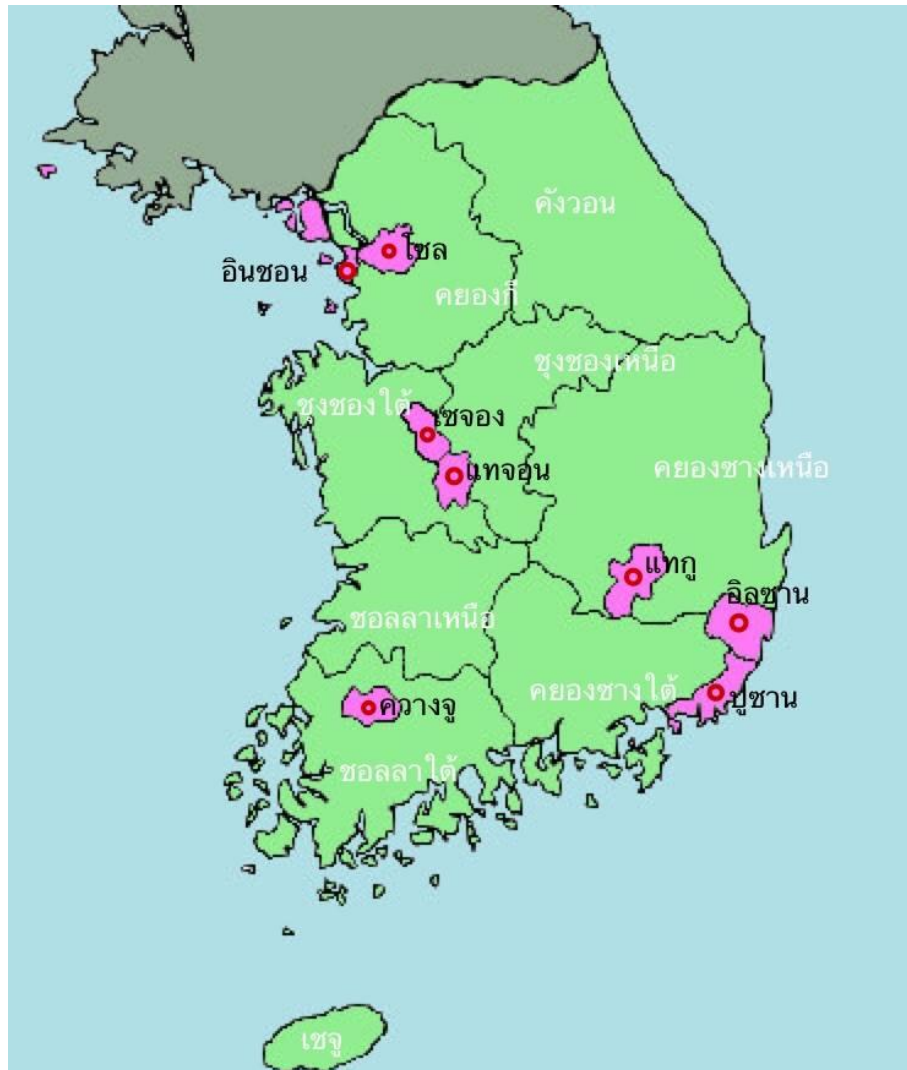 คังวอน
โซล
อินชอน
คยองกี
ชุงชองเหนือ
ชุงชองใต้
เซจอง
คยองซางเหนือ
แทจอน
แทกู
อิลซาน
ชอลลาเหนือ
คยองซางใต้
ปูซาน
ควางจู
ชอลลาใต้
เชจู